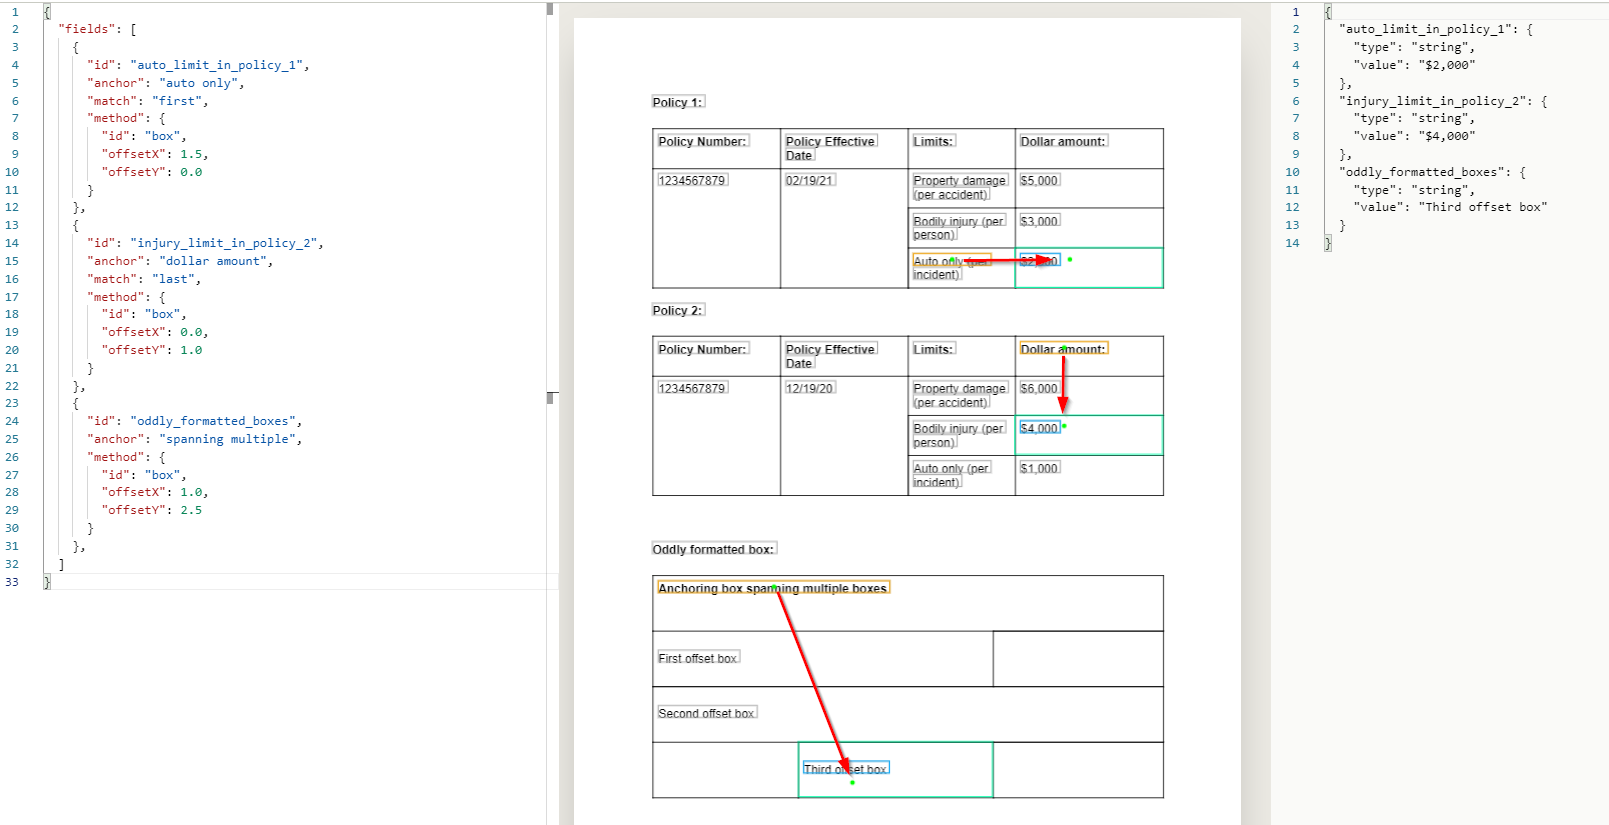 1 {
2 "fields": [
3 {
4 "id": "auto_limit_in_policy_1",
5 "anchor": "auto only",
6 "match": "first",
7 "method": {
8 "id": "box",
9 "offsetX": 1.5,
10 "offsetY": 0.0
11 }
12 },
13 {
14 "id": "injury_limit_in_policy_2",
15 "anchor": "dollar amount",
16 "match": "last",
17 "method": {
18 "id": "box",
19 "offsetX": 0.0,
20 "offsetY": 1.0
21 }
22 },
23 {
24 "id": "oddly_formatted_boxes",
25 "anchor": "spanning multiple",
26 "method": {
27 "id": "box",
28 "offsetX": 1.0,
29 "offsetY": 2.5
30 }
31 },
32 ]
33 }
Policy 1:
Policy Number: Policy Effective Limits: Dollar amount:
Date
1234567879 02/19/21 Property damage $5,000
(per accident)
Bodily injury (per $3,000
person)
Auto only (per $2,000
incident)
Policy 2:
Policy Number: Policy Effective Limits: Dollar amount:
Date
1234567879 12/19/20 Property damage $6,000
(per accident)
Bodily injury (per $4,000
person)
Auto only (per $1,000
incident)
Oddly formatted box:
Anchoring box spanning multiple boxes
First offset box
Second offset box
Third offset box
1 {
2 "auto_limit_in_policy_1": {
3 "type": "string",
4 "value": "$2,000"
5 },
6 "injury_limit_in_policy_2": {
7 "type": "string",
8 "value": "$4,000"
9 },
10 "oddly_formatted_boxes": {
11 "type": "string",
12 "value": "Third offset box"
13 }
14 }